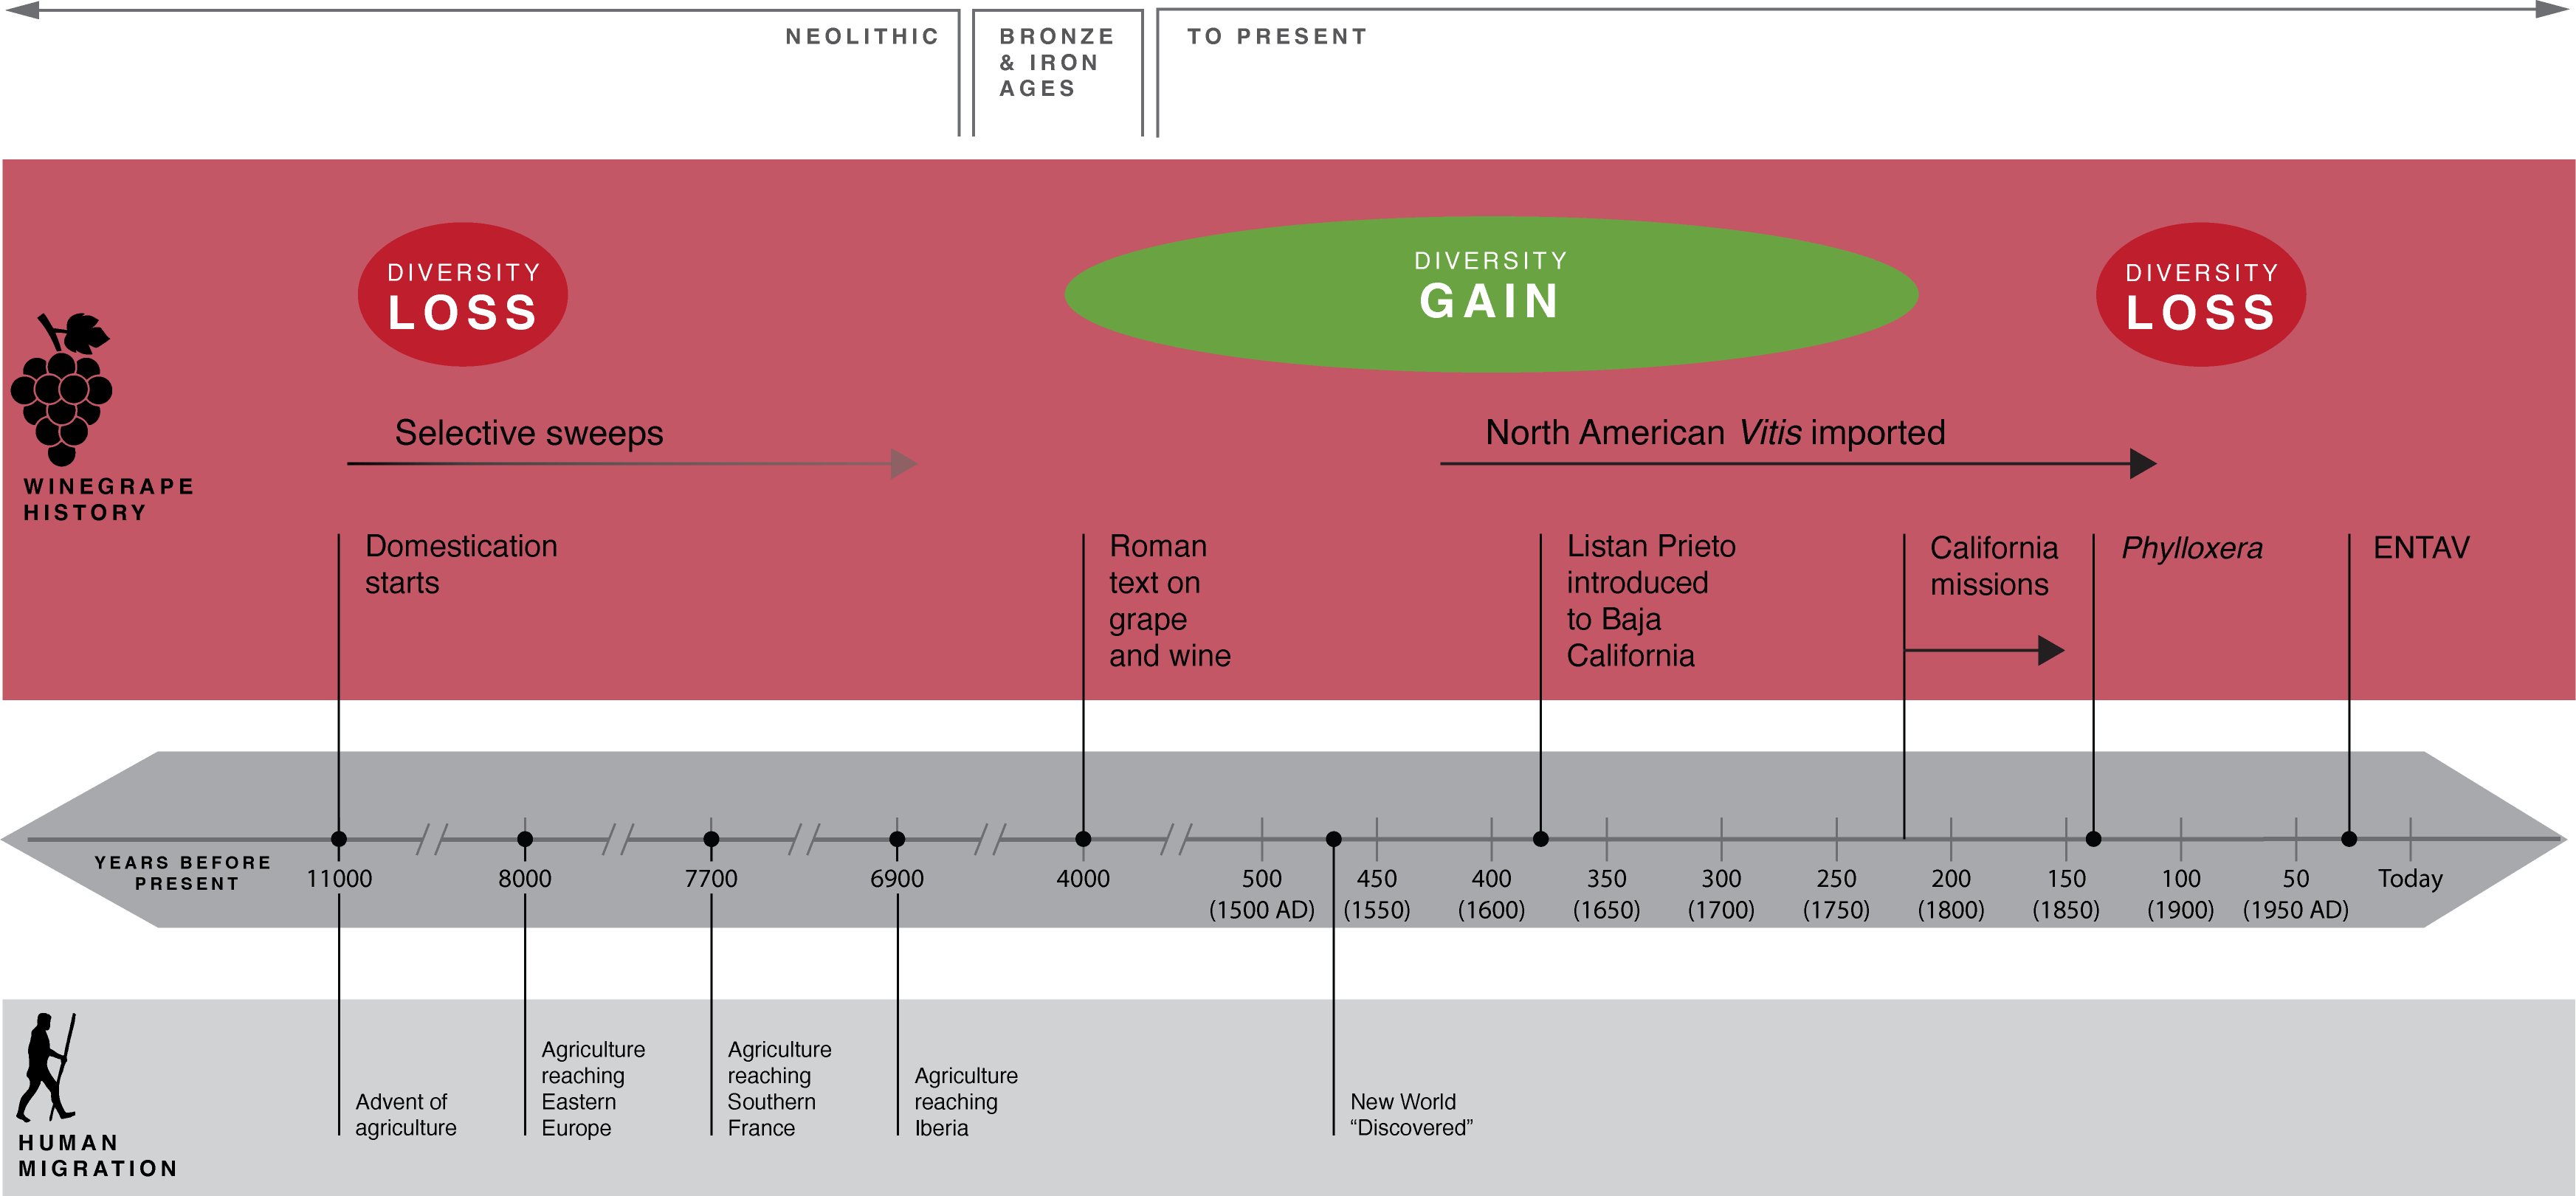 NEOLITHIC
BRONZE
& IRON
AGES
TO PRESENT
DIVERSITY
LOSS
DIVERSITY
GAIN
DIVERSITY
LOSS
Selective sweeps
North American Vitis imported
WINEGRAPE
HISTORY
Domestication
starts
Roman
text on
grape
and wine
Listan Prieto
introduced
to Baja
California
California
missions
Phylloxera
ENTAV
YEARS BEFORE
PRESENT
11000
8000
7700
6900
4000
500
(1500 AD)
450
(1550)
400
(1600)
350
(1650)
300
(1700)
250
(1750)
200
(1800)
150
(1850)
100
(1900)
50
(1950 AD)
Today
HUMAN
MIGRATION
Advent of
agriculture
Agriculture
reaching
Eastern
Europe
Agriculture
reaching
Southern
France
Agriculture
reaching
Iberia
New World
“Discovered”